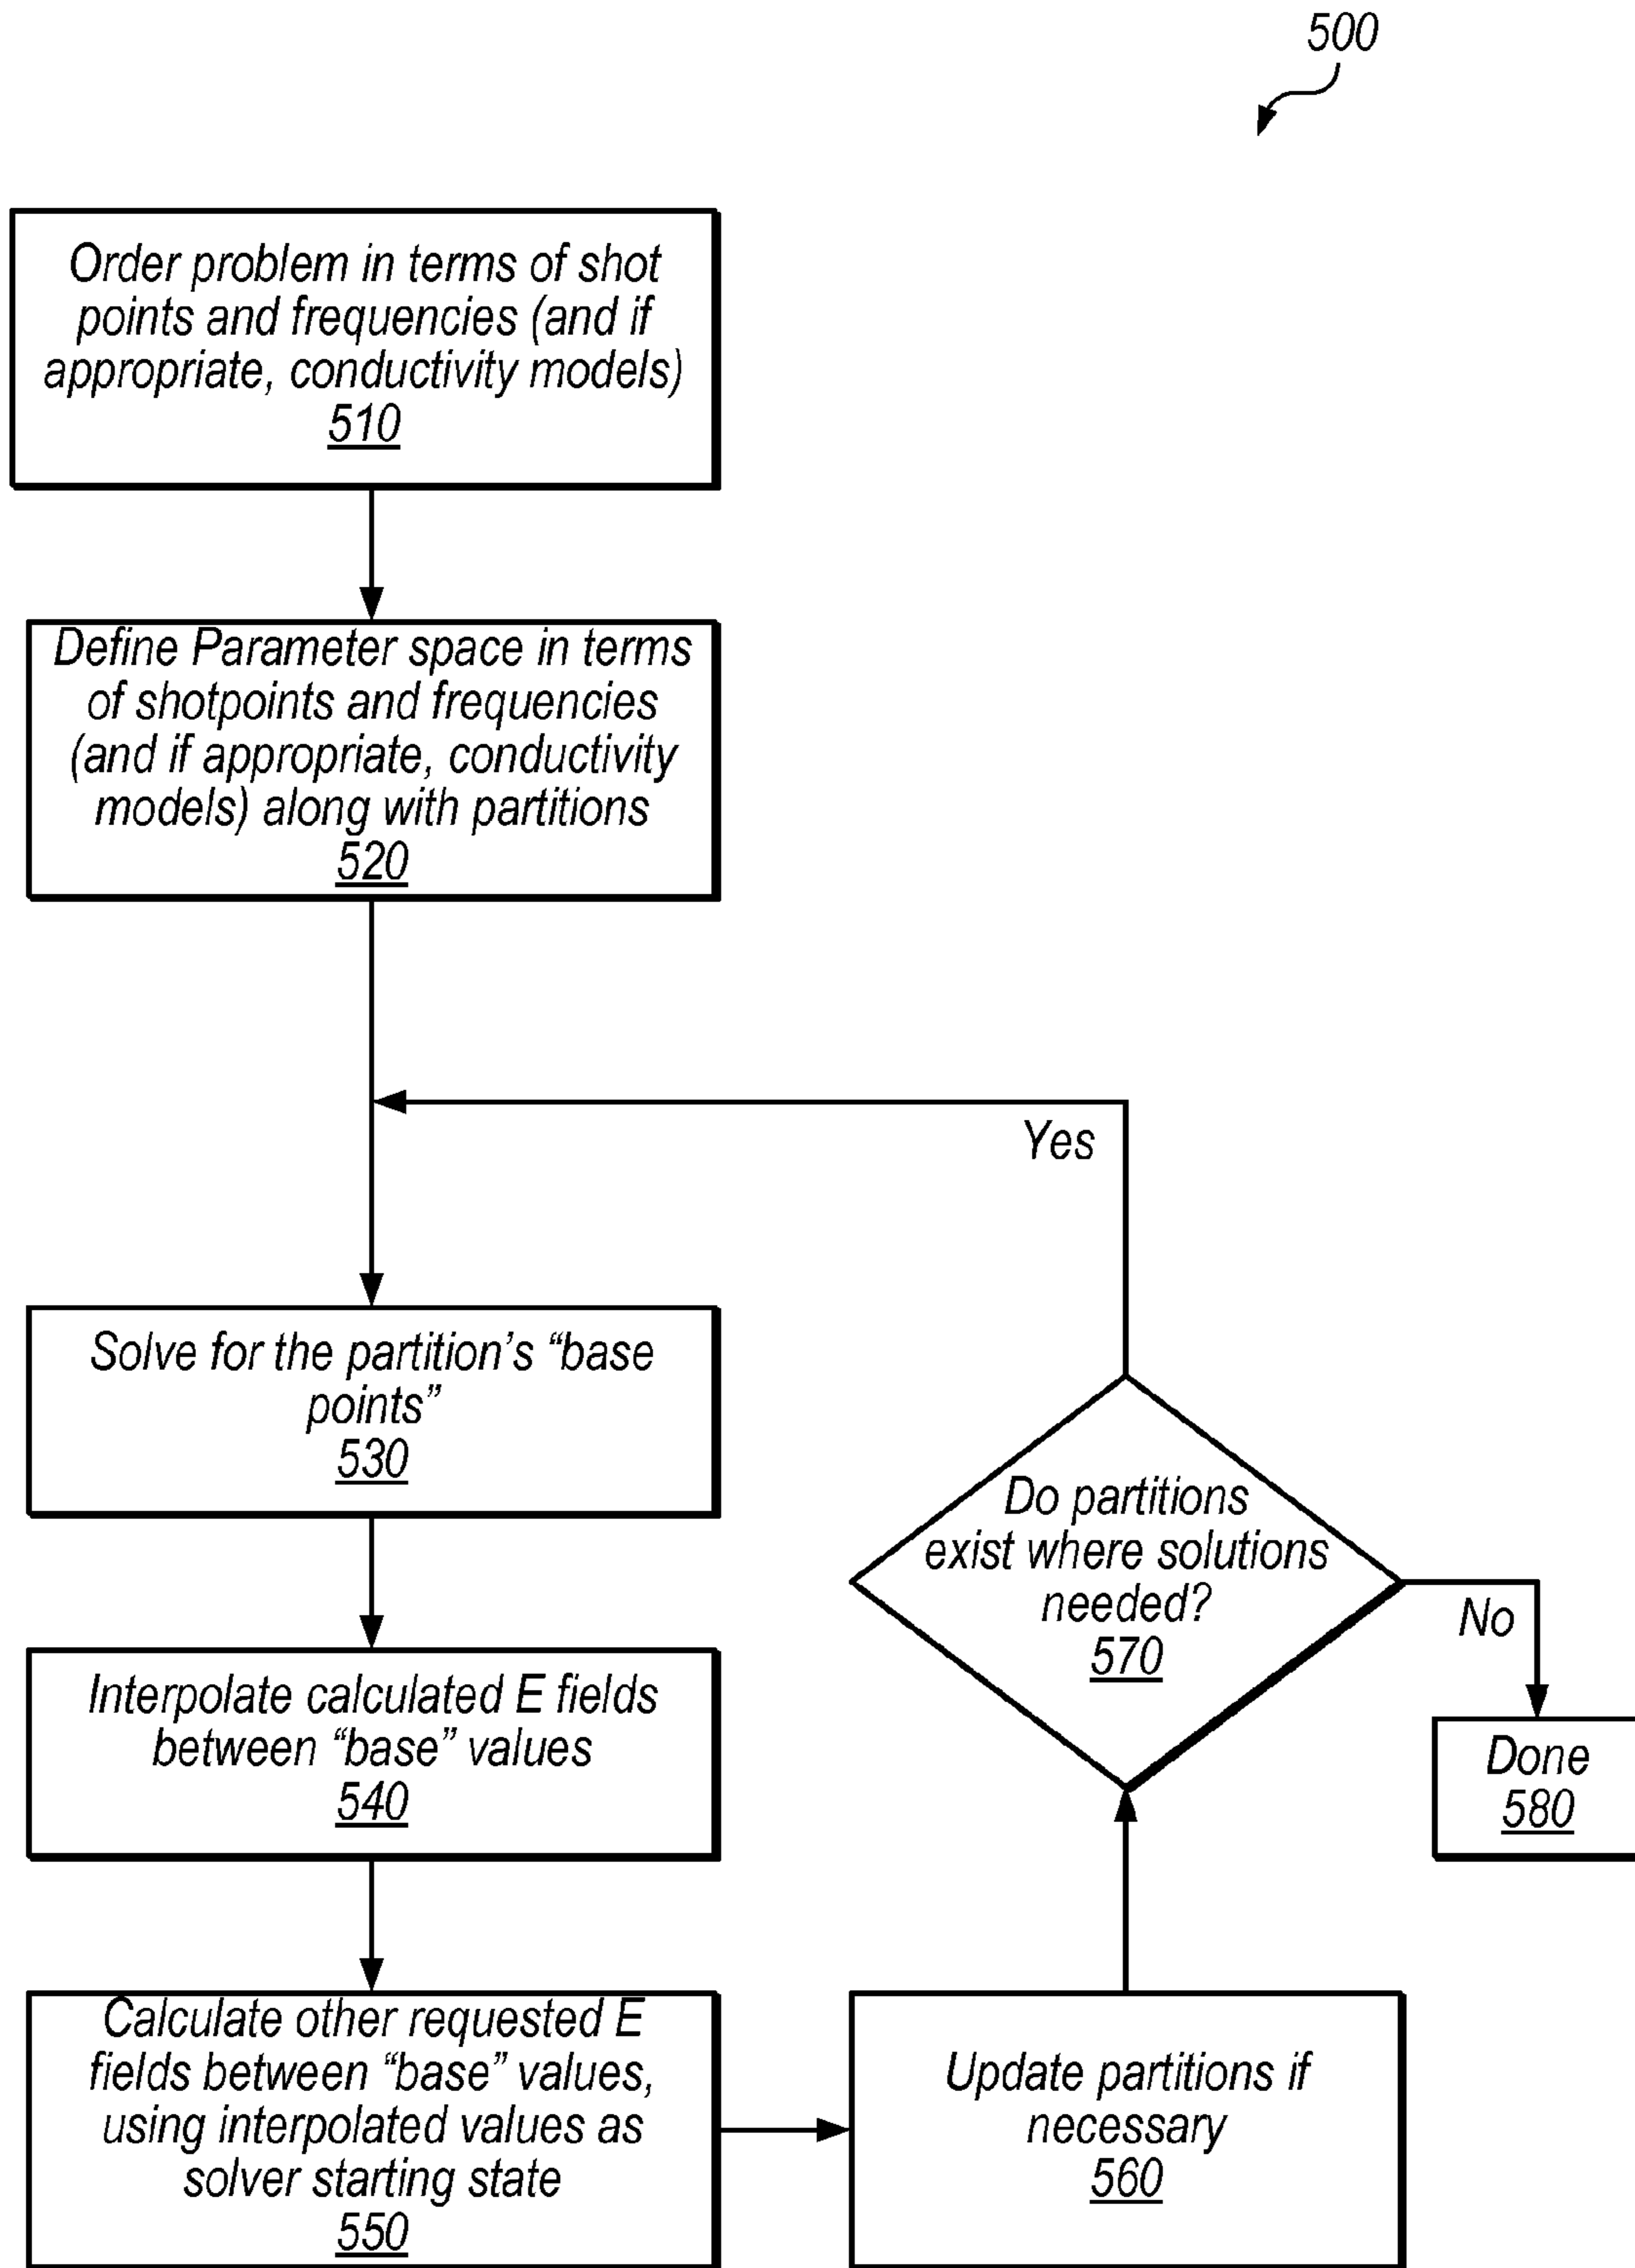 500
Order problem in terms of shot
points and frequencies (and if
appropriate, conductivity models)
510
Define Parameter space in terms
of shotpoints and frequencies
(and if appropriate, conductivity
models) along with partitions
520
Yes
Solve for the partition's “base
points”
530
Do partitions
exist where solutions
needed?
570
No
Interpolate calculated E fields
between “base” values
540
Done
580
Calculate other requested E
fields between “base” values,
using interpolated values as
solver starting state
550
Update partitions if
necessary
560